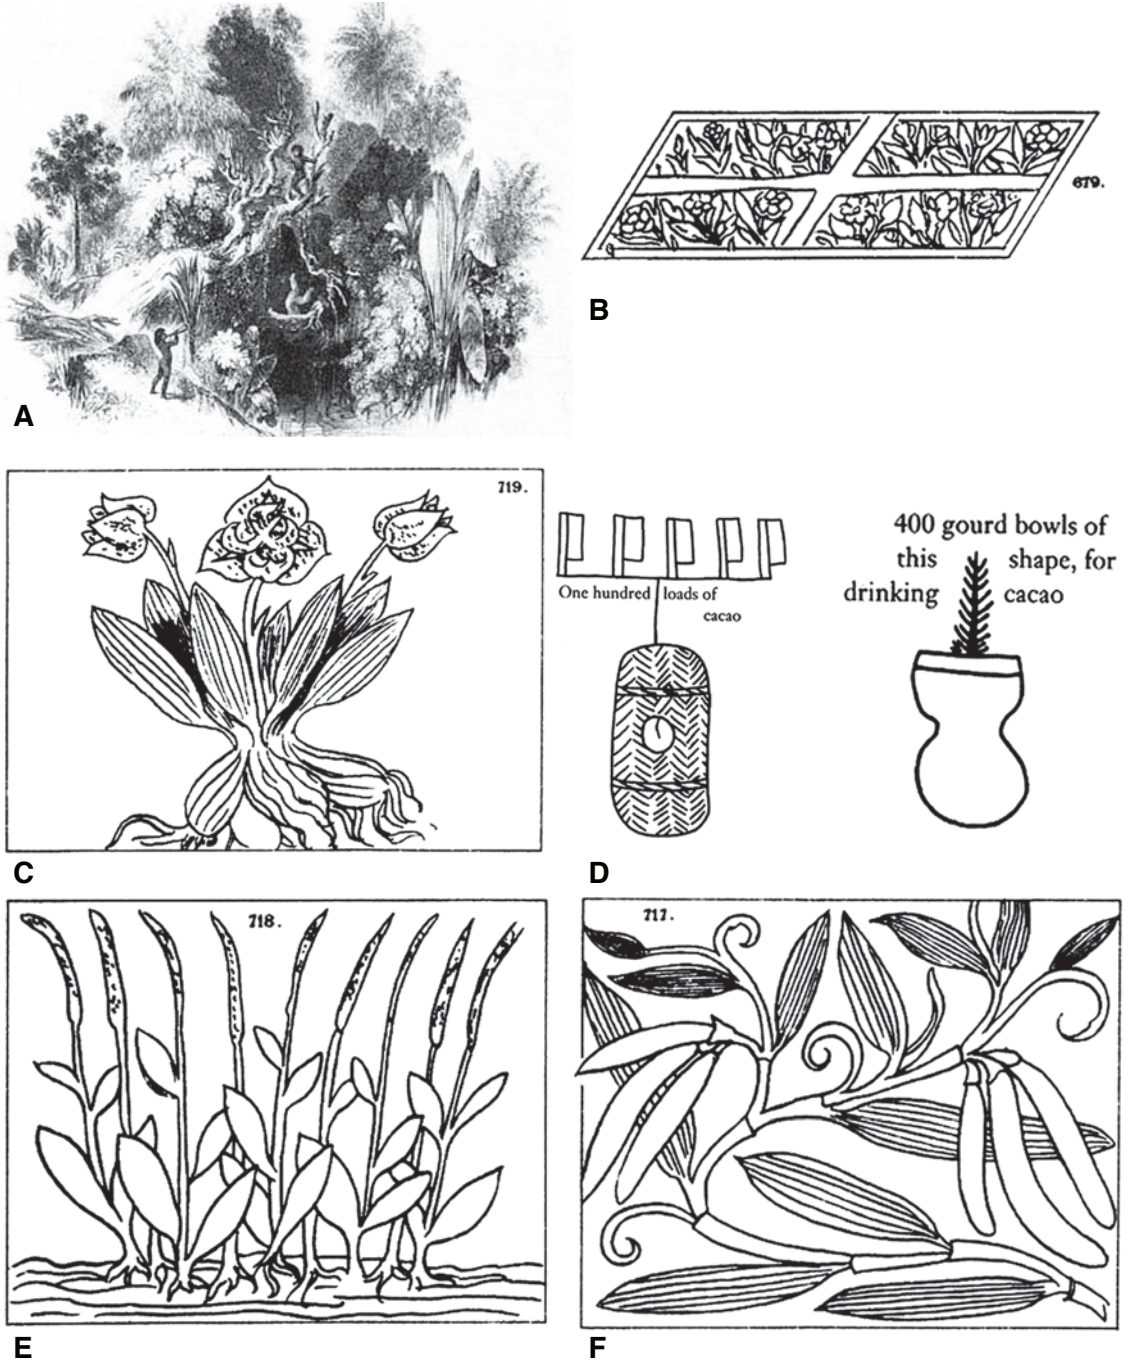 679.
A
B
719.
One hundred loads of
cacao
400 gourd bowls of
this shape, for
drinking cacao
C
D
718.
717.
E
F